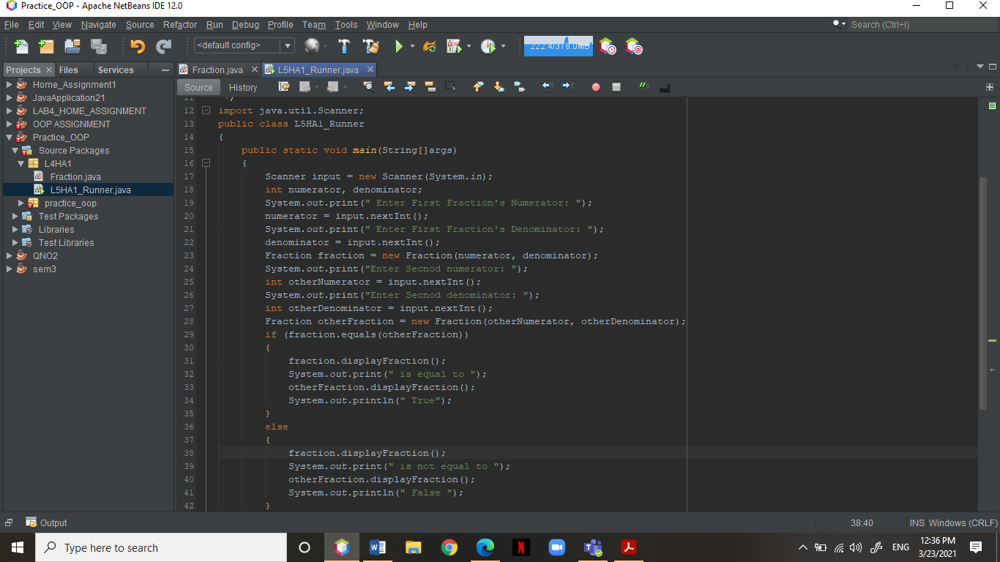 Practice_OOP - Apache NetBeans IDE 12.0
File Edit View Navigate Source Refactor Run Debug Profile Team Tools Window Help
Search (Ctrl+I)
<default config>
222.4/378.0MB
Projects Files Services
Fraction.java L5HA1_Runner.java
Source History
Home_Assignment1
JavaApplication21
LAB4_HOME_ASSIGNMENT
OOP ASSIGNMENT
Practice_OOP
Source Packages
L4HA1
Fraction.java
L5HA1_Runner.java
practice_oop
Test Packages
Libraries
Test Libraries
QNO2
sem3
11 */
12 import java.util.Scanner;
13 public class L5HA1_Runner
14 {
15 public static void main(String[]args)
16 {
17 Scanner input = new Scanner(System.in);
18 int numerator, denominator;
19 System.out.print(" Enter First Fraction's Numerator: ");
20 numerator = input.nextInt();
21 System.out.print(" Enter First Fraction's Denominator: ");
22 denominator = input.nextInt();
23 Fraction fraction = new Fraction(numerator, denominator);
24 System.out.print("Enter Secnod numerator: ");
25 int otherNumerator = input.nextInt();
26 System.out.print("Enter Secnod denominator: ");
27 int otherDenominator = input.nextInt();
28 Fraction otherFraction = new Fraction(otherNumerator, otherDenominator);
29 if (fraction.equals(otherFraction))
30 {
31 fraction.displayFraction();
32 System.out.print(" is equal to ");
33 otherFraction.displayFraction();
34 System.out.println(" True");
35 }
36 else
37 {
38 fraction.displayFraction();
39 System.out.print(" is not equal to ");
40 otherFraction.displayFraction();
41 System.out.println(" False ");
42 }
Output
38:40 INS Windows (CRLF)
Type here to search
ENG
12:36 PM
3/23/2021